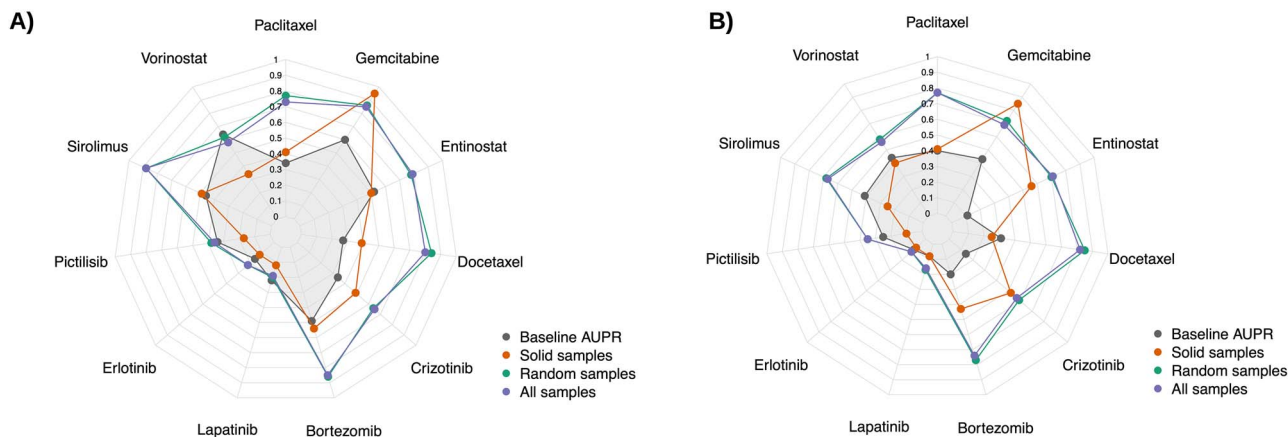 A)
Paclitaxel
Vorinostat
Gemcitabine
Sirolimus
Entinostat
Pictilisib
Docetaxel
Erlotinib
Crizotinib
Lapatinib
Bortezomib
1
0.9
0.8
0.7
0.6
0.5
0.4
0.3
0.2
0.1
0
Baseline AUPR
Solid samples
Random samples
All samples
B)
Paclitaxel
Vorinostat
Gemcitabine
Sirolimus
Entinostat
Pictilisib
Docetaxel
Erlotinib
Crizotinib
Lapatinib
Bortezomib
1
0.9
0.8
0.7
0.6
0.5
0.4
0.3
0.2
0.1
0
Baseline AUPR
Solid samples
Random samples
All samples